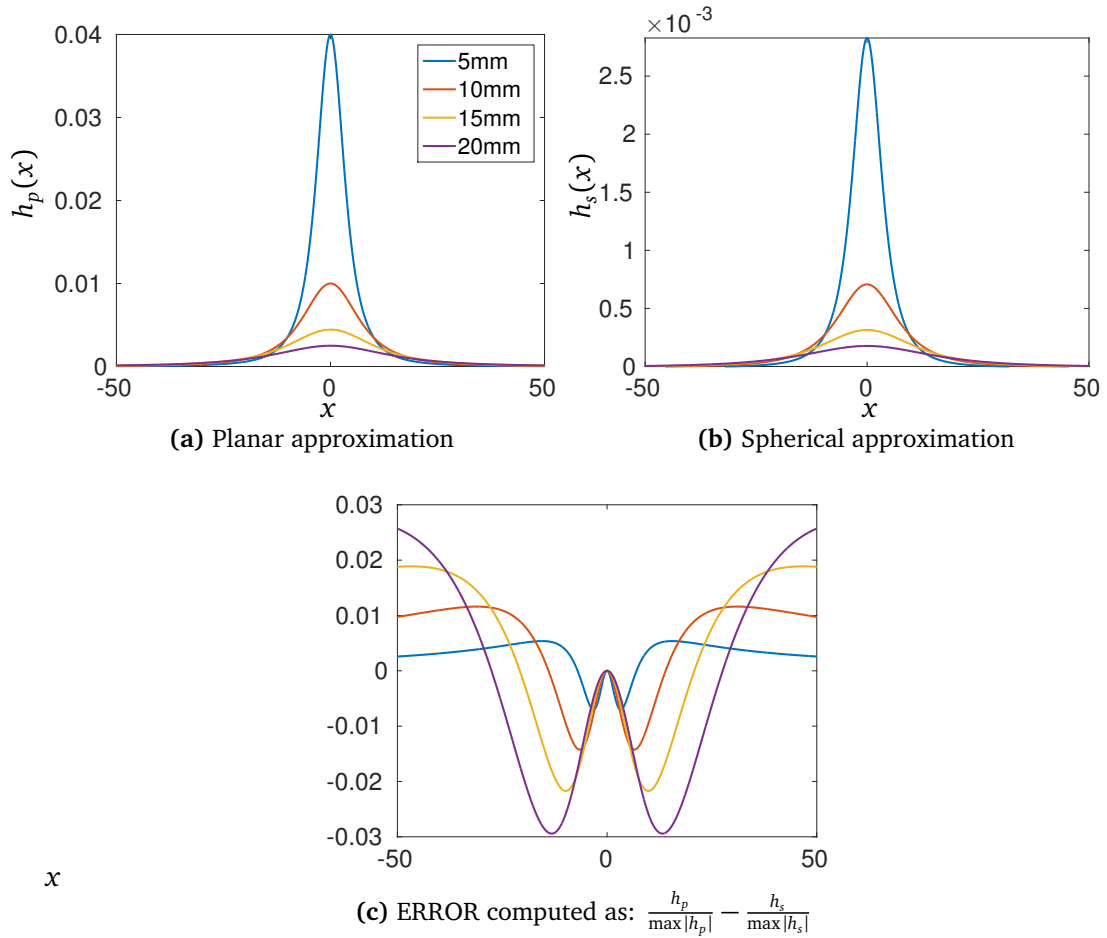 ×10⁻³
0.04
0.03
0.02
0.01
0
h_p(x)
5mm
10mm
15mm
20mm
-50
0
50
x
2.5
2
1.5
1
0.5
0
h_s(x)
-50
0
50
x
(a) Planar approximation
(b) Spherical approximation
0.03
0.02
0.01
0
-0.01
-0.02
-0.03
-50
0
50
x
(c) ERROR computed as: h_p / max|h_p| − h_s / max|h_s|